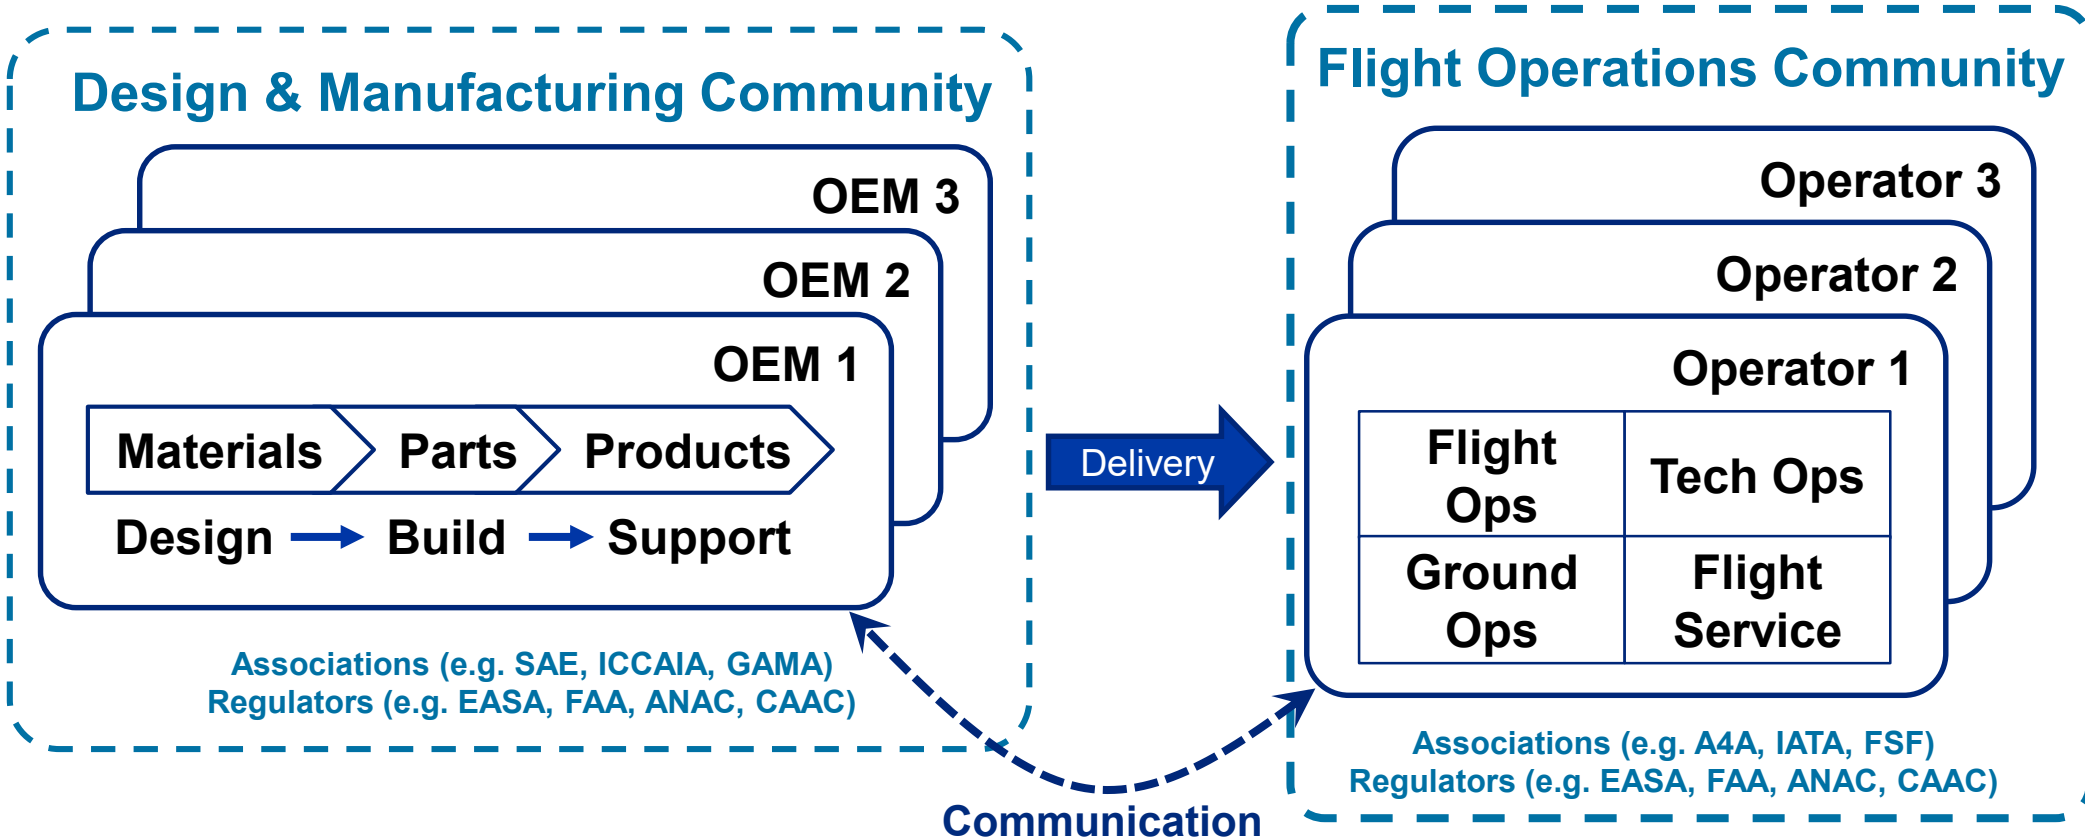 Design & Manufacturing Community
OEM 3
OEM 2
OEM 1
Materials Parts Products
Design Build Support
Associations (e.g. SAE, ICCAIA, GAMA)
Regulators (e.g. EASA, FAA, ANAC, CAAC)
Delivery
Communication
Flight Operations Community
Operator 3
Operator 2
Operator 1
Flight
Ops
Tech Ops
Ground
Ops
Flight
Service
Associations (e.g. A4A, IATA, FSF)
Regulators (e.g. EASA, FAA, ANAC, CAAC)